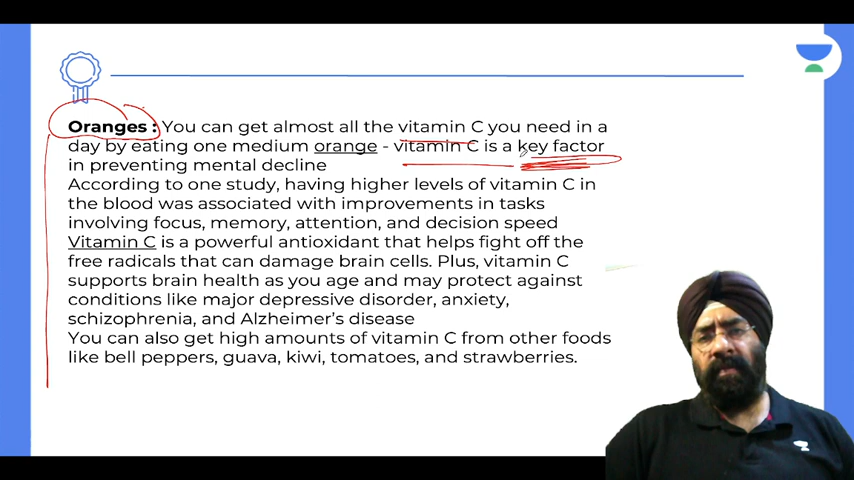 Oranges : You can get almost all the vitamin C you need in a
day by eating one medium orange - vitamin C is a key factor
in preventing mental decline
According to one study, having higher levels of vitamin C in
the blood was associated with improvements in tasks
involving focus, memory, attention, and decision speed
Vitamin C is a powerful antioxidant that helps fight off the
free radicals that can damage brain cells. Plus, vitamin C
supports brain health as you age and may protect against
conditions like major depressive disorder, anxiety,
schizophrenia, and Alzheimer's disease
You can also get high amounts of vitamin C from other foods
like bell peppers, guava, kiwi, tomatoes, and strawberries.